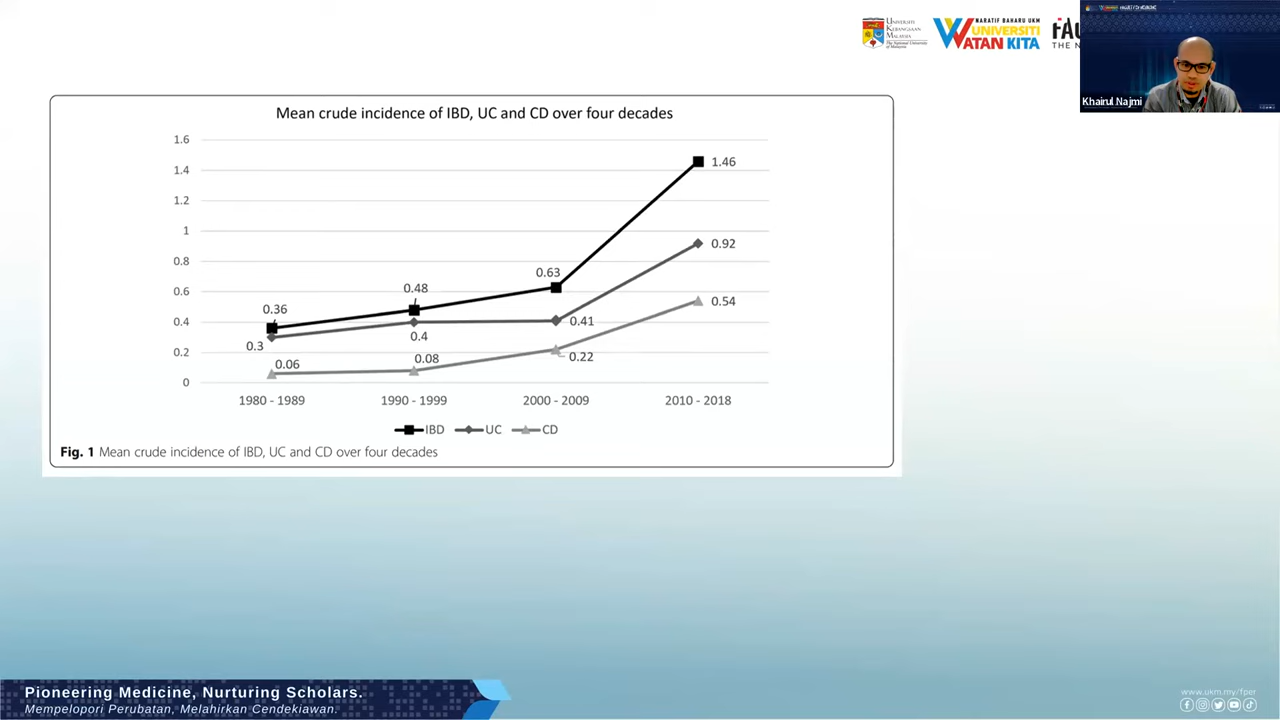 UNIVERSITI
KEBANGSAAN
MALAYSIA
The National University
of Malaysia
NARATIF BAHARU UKM
UNIVERSITI
WATAN KITA
Khairul Najmi
Mean crude incidence of IBD, UC and CD over four decades
1.6
1.4
1.2
1
0.8
0.6
0.4
0.2
0
0.36
0.48
0.63
1.46
0.3
0.4
0.41
0.92
0.06
0.08
0.22
0.54
1980 - 1989 1990 - 1999 2000 - 2009 2010 - 2018
IBD UC CD
Fig. 1 Mean crude incidence of IBD, UC and CD over four decades
Pioneering Medicine, Nurturing Scholars.
Mempelopori Perubatan, Melahirkan Cendekiawan.
www.ukm.my/fper